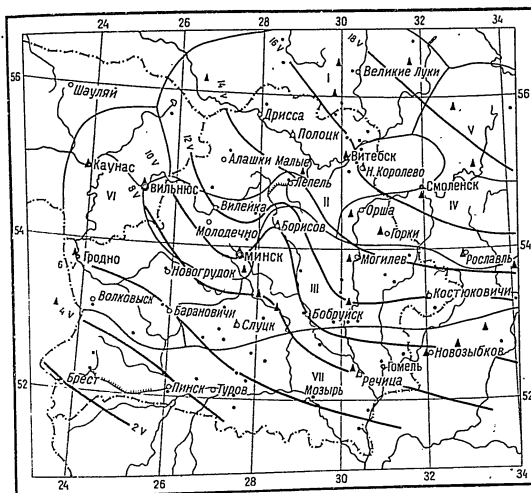 24 26 28 30 32 34
16 V 18 V
56 Шауляй I Великие Луки 56
14 V Дрисса
Полоцк V
12 V
Каунас 10 V Алашки Малые Витебск
8 V Вильнюс Лепель Н.Королево Смоленск
VI Вилейка II Орша IV
54 Молодечно Борисов Горки 54
6 Гродно Минск Могилев Рославль
Новогрудок
4 V Волковыск III Костюковичи
Барановичи Слуцк Бобруйск
Новозыбков
Брест Гомель
52 Пинск Туров VII Речица 52
Мозырь
2 V
24 26 28 30 32 34